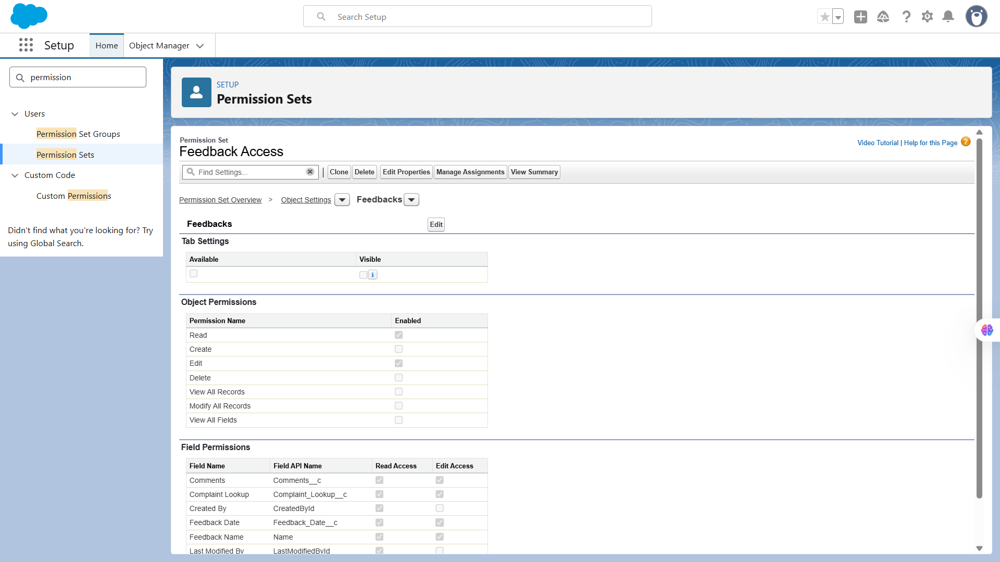 Search Setup
Setup
Home
Object Manager
permission
Users
Permission Set Groups
Permission Sets
Custom Code
Custom Permissions
Didn't find what you're looking for? Try
using Global Search.
SETUP
Permission Sets
Permission Set
Feedback Access
Video Tutorial | Help for this Page
Find Settings...
Clone
Delete
Edit Properties
Manage Assignments
View Summary
Permission Set Overview > Object Settings Feedbacks
Feedbacks
Edit
Tab Settings
Available Visible
Object Permissions
Permission Name Enabled
Read
Create
Edit
Delete
View All Records
Modify All Records
View All Fields
Field Permissions
Field Name Field API Name Read Access Edit Access
Comments Comments__c
Complaint Lookup Complaint_Lookup__c
Created By CreatedById
Feedback Date Feedback_Date__c
Feedback Name Name
Last Modified By LastModifiedById